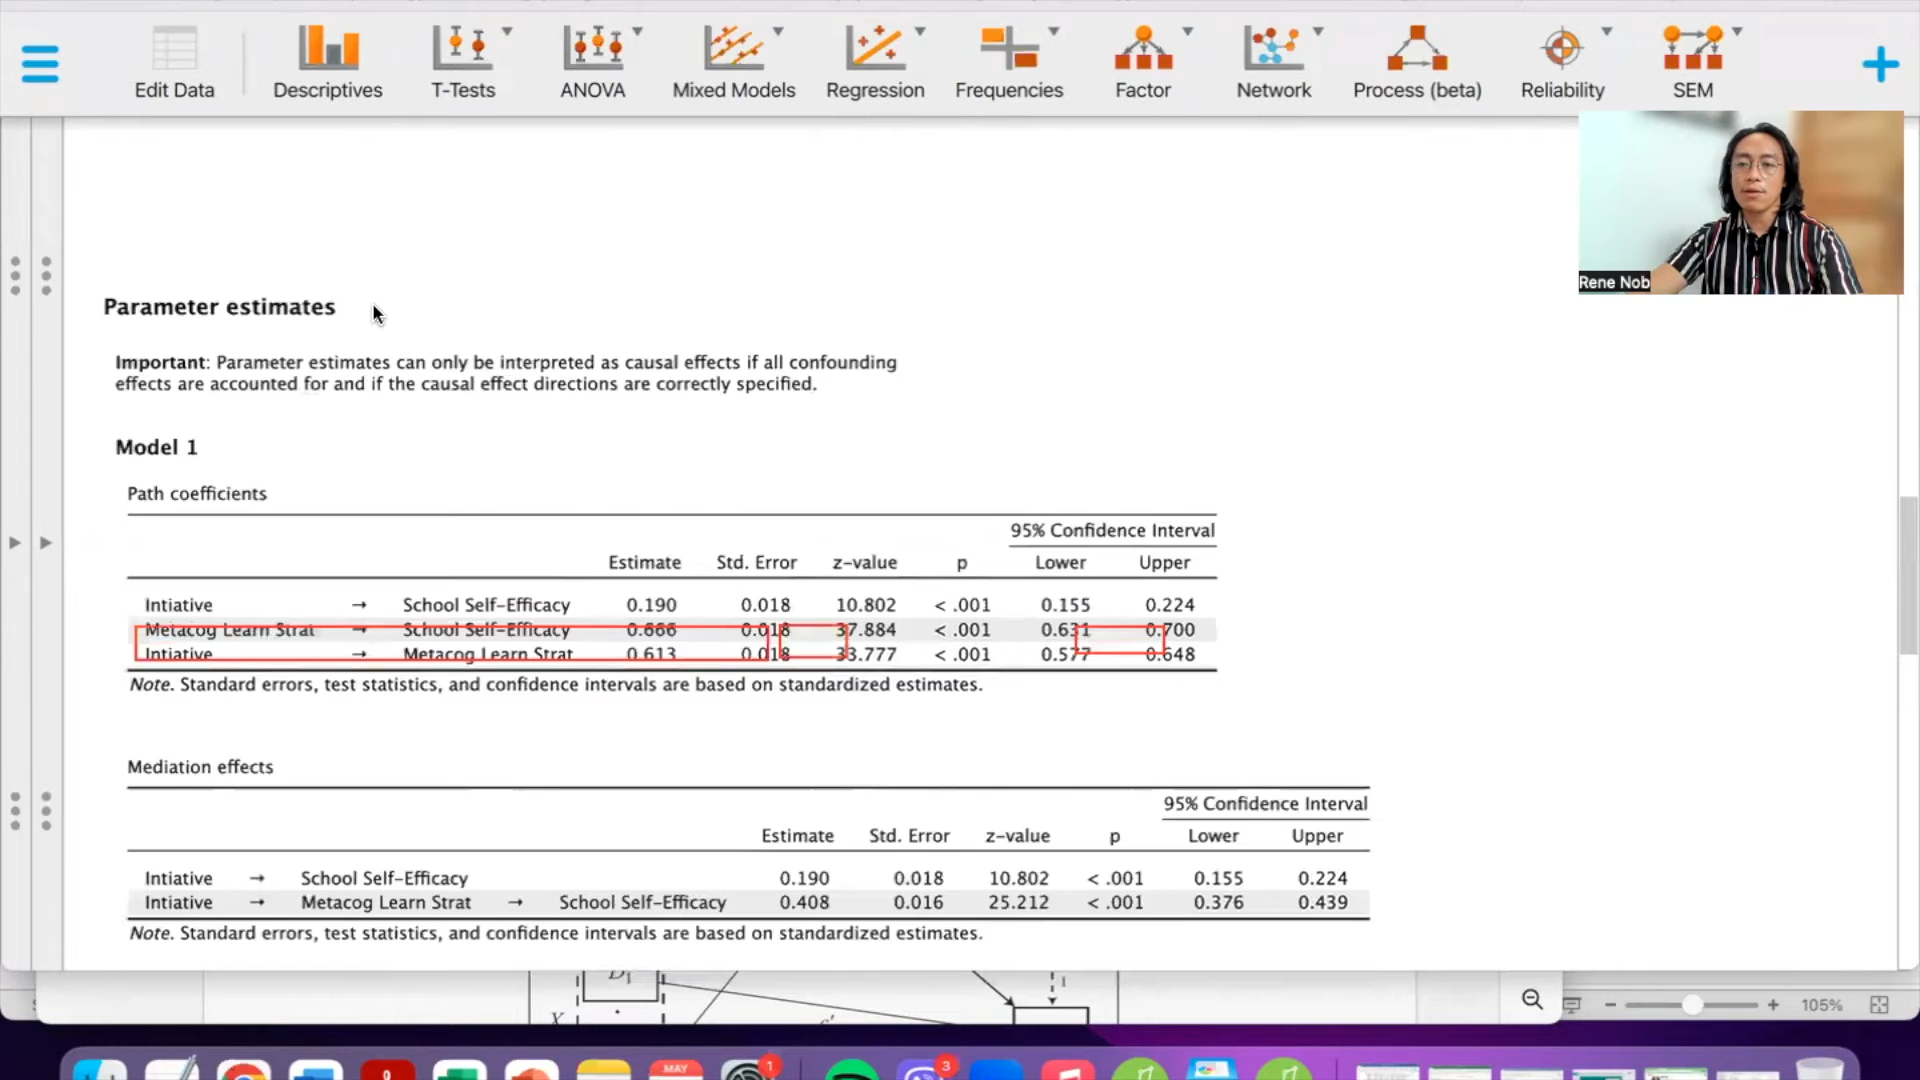 Edit Data Descriptives T-Tests ANOVA Mixed Models Regression Frequencies Factor Network Process (beta) Reliability SEM
Rene Nob
Parameter estimates
Important: Parameter estimates can only be interpreted as causal effects if all confounding
effects are accounted for and if the causal effect directions are correctly specified.
Model 1
Path coefficients
95% Confidence Interval
Estimate Std. Error z-value p Lower Upper
Intiative → School Self-Efficacy 0.190 0.018 10.802 < .001 0.155 0.224
Metacog Learn Strat → School Self-Efficacy 0.666 0.018 37.884 < .001 0.631 0.700
Intiative → Metacog Learn Strat 0.613 0.018 33.777 < .001 0.577 0.648
Note. Standard errors, test statistics, and confidence intervals are based on standardized estimates.
Mediation effects
95% Confidence Interval
Estimate Std. Error z-value p Lower Upper
Intiative → School Self-Efficacy 0.190 0.018 10.802 < .001 0.155 0.224
Intiative → Metacog Learn Strat → School Self-Efficacy 0.408 0.016 25.212 < .001 0.376 0.439
Note. Standard errors, test statistics, and confidence intervals are based on standardized estimates.
D1 1
X c'
105%
1 3
MAY